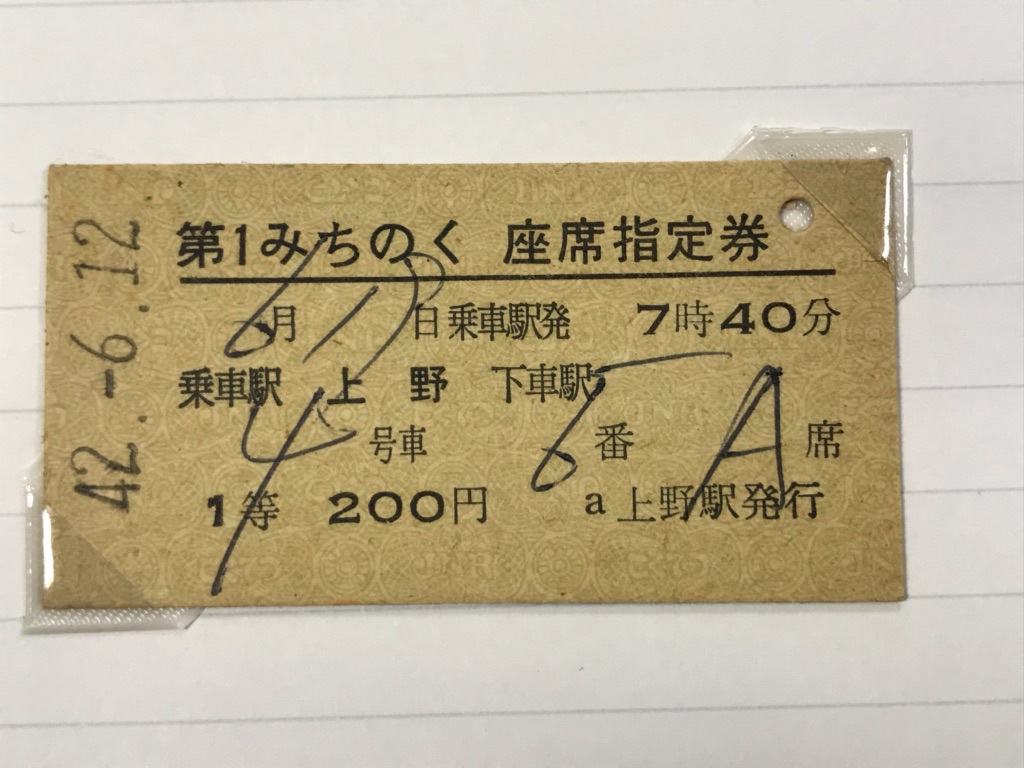 42.-6.12
第1みちのく 座席指定券
6月13日乗車駅発 7時40分
乗車駅 上野 下車駅
4号車 5番 A席
1等 200円 a上野駅発行